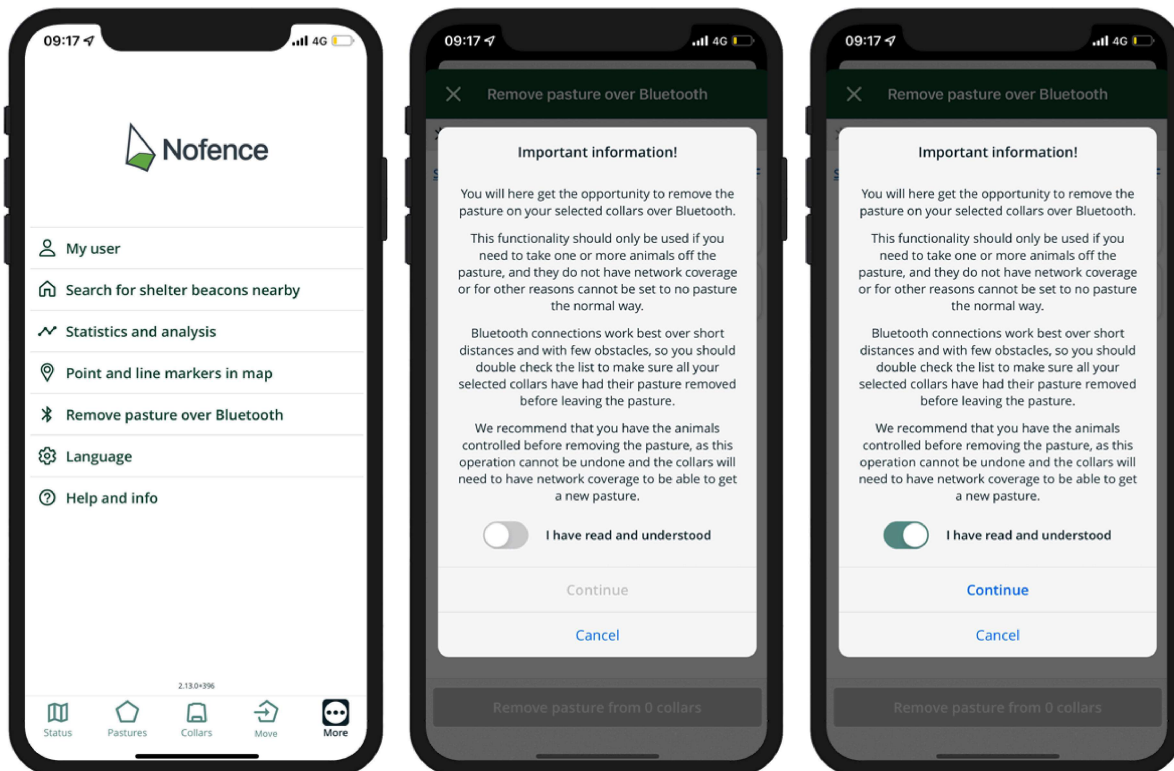 09:17
4G
Nofence
My user
Search for shelter beacons nearby
Statistics and analysis
Point and line markers in map
Remove pasture over Bluetooth
Language
Help and info
2.13.0+396
Status
Pastures
Collars
Move
More
09:17
4G
Remove pasture over Bluetooth
Important information!
You will here get the opportunity to remove the
pasture on your selected collars over Bluetooth.
This functionality should only be used if you
need to take one or more animals off the
pasture, and they do not have network coverage
or for other reasons cannot be set to no pasture
the normal way.
Bluetooth connections work best over short
distances and with few obstacles, so you should
double check the list to make sure all your
selected collars have had their pasture removed
before leaving the pasture.
We recommend that you have the animals
controlled before removing the pasture, as this
operation cannot be undone and the collars will
need to have network coverage to be able to get
a new pasture.
I have read and understood
Continue
Cancel
Remove pasture from 0 collars
09:17
4G
Remove pasture over Bluetooth
Important information!
You will here get the opportunity to remove the
pasture on your selected collars over Bluetooth.
This functionality should only be used if you
need to take one or more animals off the
pasture, and they do not have network coverage
or for other reasons cannot be set to no pasture
the normal way.
Bluetooth connections work best over short
distances and with few obstacles, so you should
double check the list to make sure all your
selected collars have had their pasture removed
before leaving the pasture.
We recommend that you have the animals
controlled before removing the pasture, as this
operation cannot be undone and the collars will
need to have network coverage to be able to get
a new pasture.
I have read and understood
Continue
Cancel
Remove pasture from 0 collars